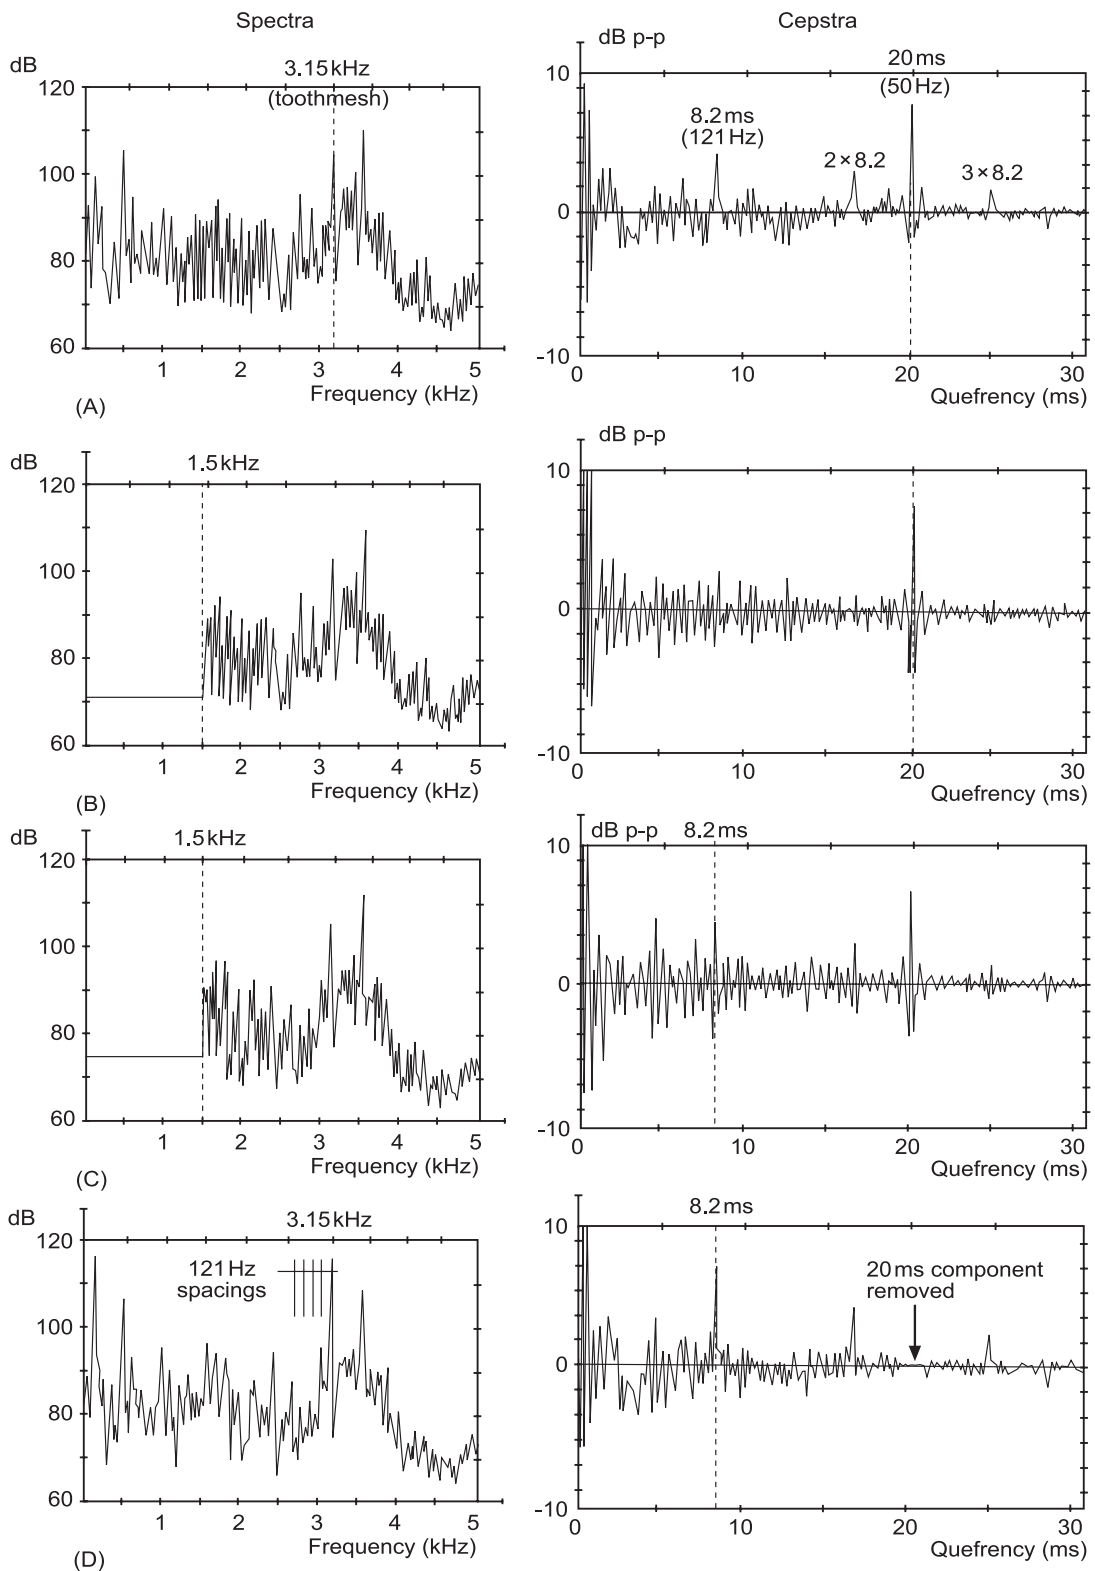 Spectra
Cepstra
dB
120
100
80
60
3.15 kHz
(toothmesh)
1 2 3 4 5
Frequency (kHz)
(A)
dB p-p
10
0
-10
8.2 ms
(121 Hz)
2 × 8.2
20 ms
(50 Hz)
3 × 8.2
0 10 20 30
Quefrency (ms)
dB
1.5 kHz
120
100
80
60
1 2 3 4 5
Frequency (kHz)
(B)
dB p-p
10
0
-10
0 10 20 30
Quefrency (ms)
dB
1.5 kHz
120
100
80
60
1 2 3 4 5
Frequency (kHz)
(C)
dB p-p 8.2 ms
10
0
-10
0 10 20 30
Quefrency (ms)
dB
3.15 kHz
120
100
80
60
121 Hz
spacings
1 2 3 4 5
Frequency (kHz)
(D)
8.2 ms
10
0
-10
20 ms component
removed
0 10 20 30
Quefrency (ms)